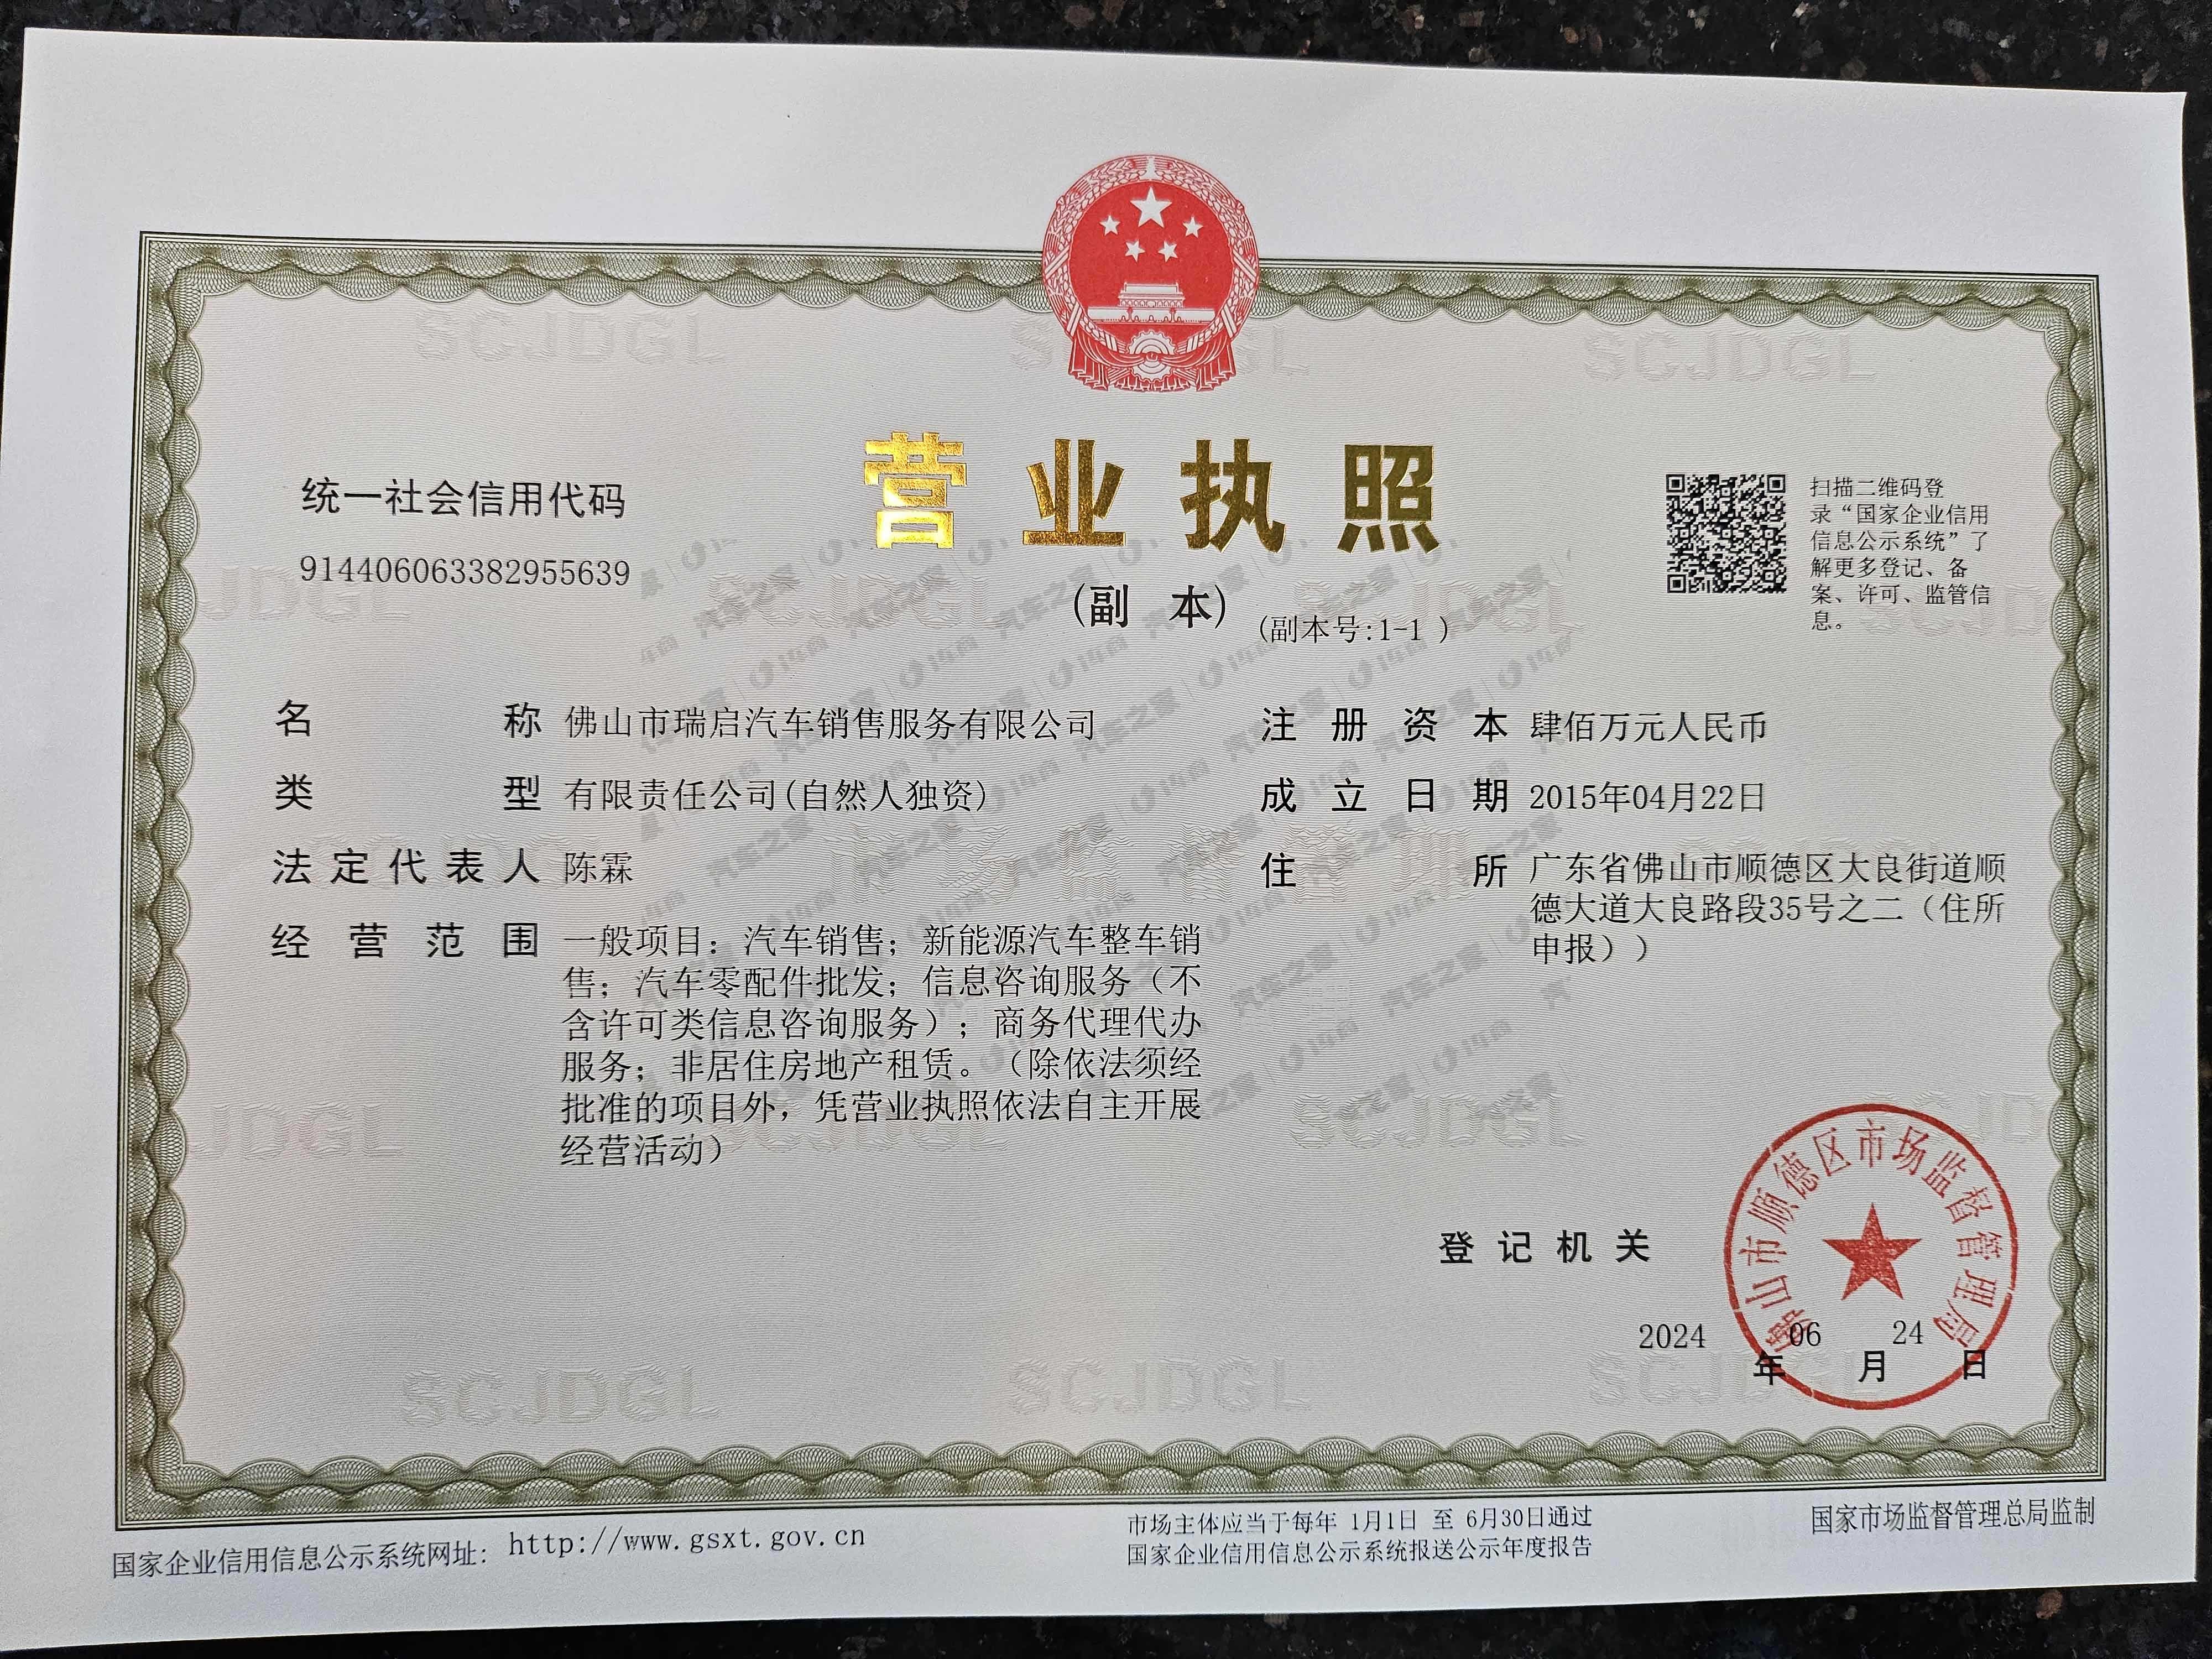 营业执照
(副 本)
(副本号:1-1 )
统一社会信用代码
914406063382955639
扫描二维码登
录“国家企业信用
信息公示系统”了
解更多登记、备
案、许可、监管信
息。
名 称 佛山市瑞启汽车销售服务有限公司
类 型 有限责任公司(自然人独资)
法定代表人 陈霖
经营范围 一般项目：汽车销售；新能源汽车整车销
售；汽车零配件批发；信息咨询服务（不
含许可类信息咨询服务）；商务代理代办
服务；非居住房地产租赁。（除依法须经
批准的项目外，凭营业执照依法自主开展
经营活动）
注册资本 肆佰万元人民币
成立日期 2015年04月22日
住 所 广东省佛山市顺德区大良街道顺
德大道大良路段35号之二（住所
申报））
登记机关
佛山市顺德区市场监督管理局
2024年06月24日
国家企业信用信息公示系统网址：http://www.gsxt.gov.cn
市场主体应当于每年 1月1日 至 6月30日通过
国家企业信用信息公示系统报送公示年度报告
国家市场监督管理总局监制
SCJDGL
汽车之家